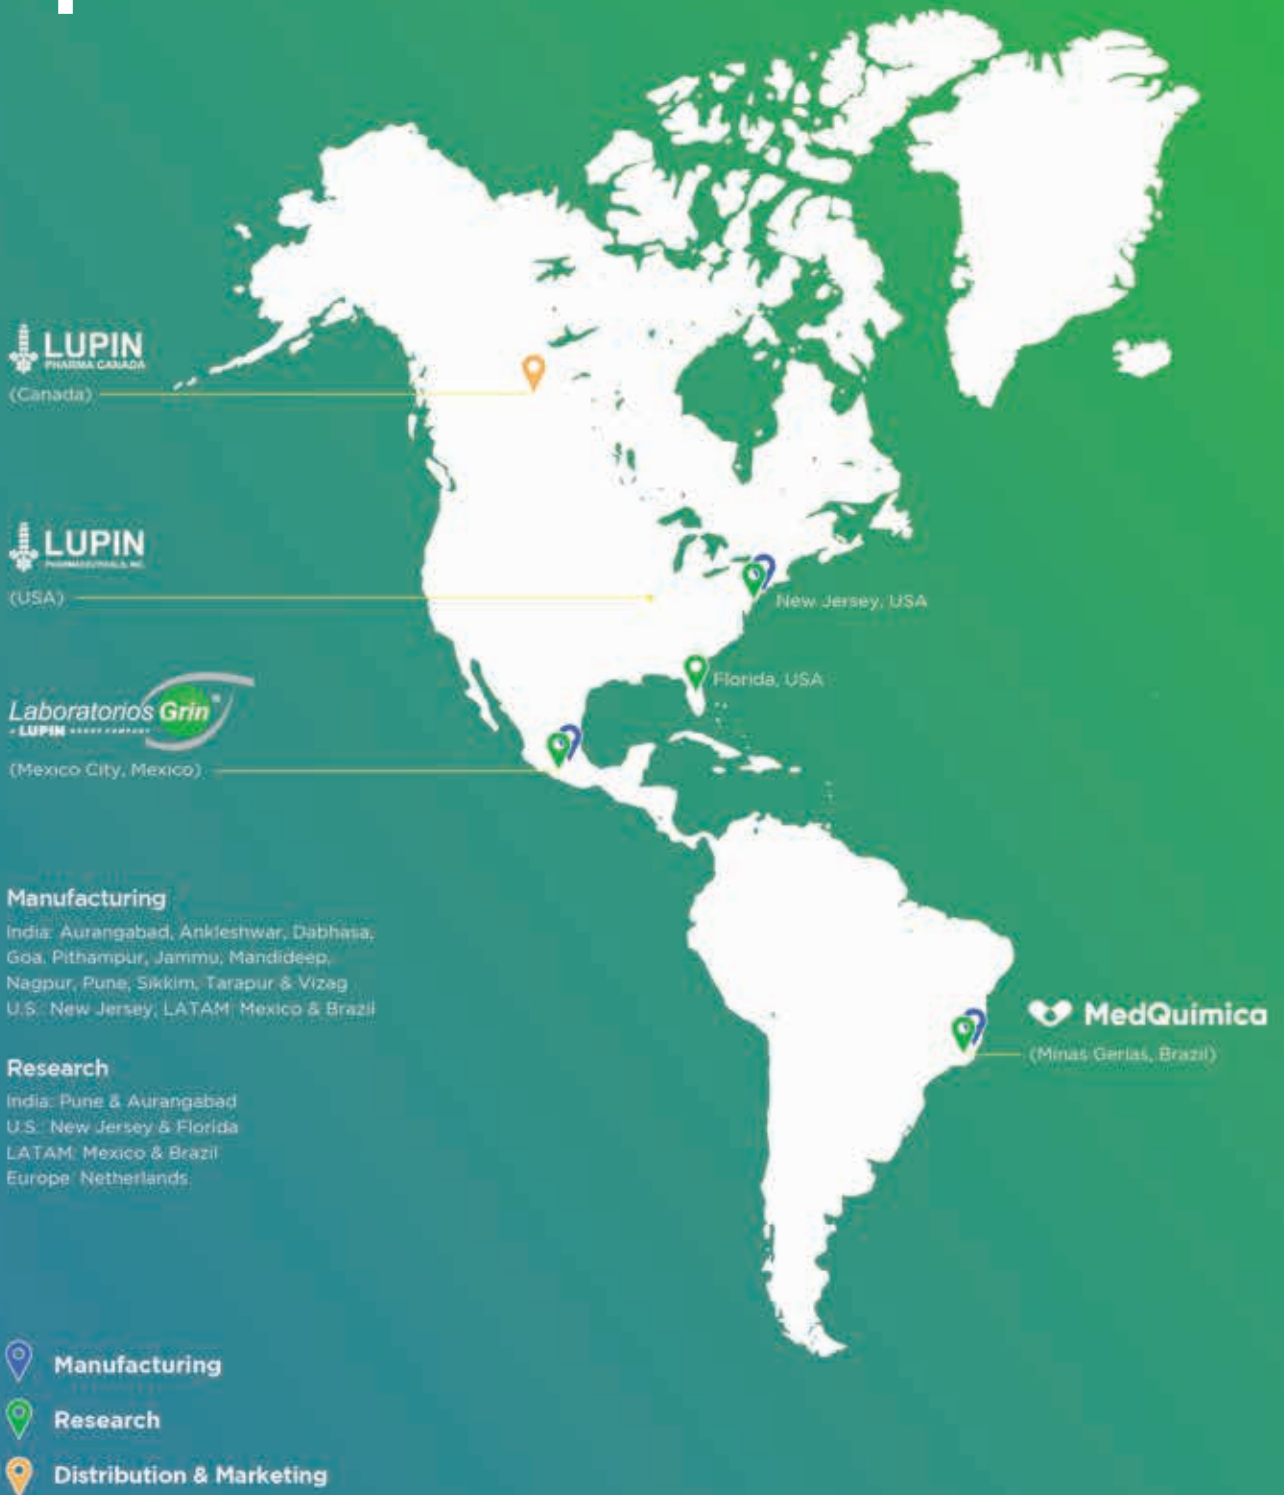 LUPIN
PHARMA CANADA
(Canada)
LUPIN
PHARMACEUTICALS, INC.
(USA)
New Jersey, USA
Florida, USA
Laboratorios Grin
LUPIN
(Mexico City, Mexico)
Manufacturing
India: Aurangabad, Ankleshwar, Dabhasa,
Goa, Pithampur, Jammu, Mandideep,
Nagpur, Pune, Sikkim, Tarapur & Vizag
U.S.: New Jersey, LATAM: Mexico & Brazil
MedQuímica
(Minas Gerias, Brazil)
Research
India: Pune & Aurangabad
U.S.: New Jersey & Florida
LATAM: Mexico & Brazil
Europe: Netherlands
Manufacturing
Research
Distribution & Marketing